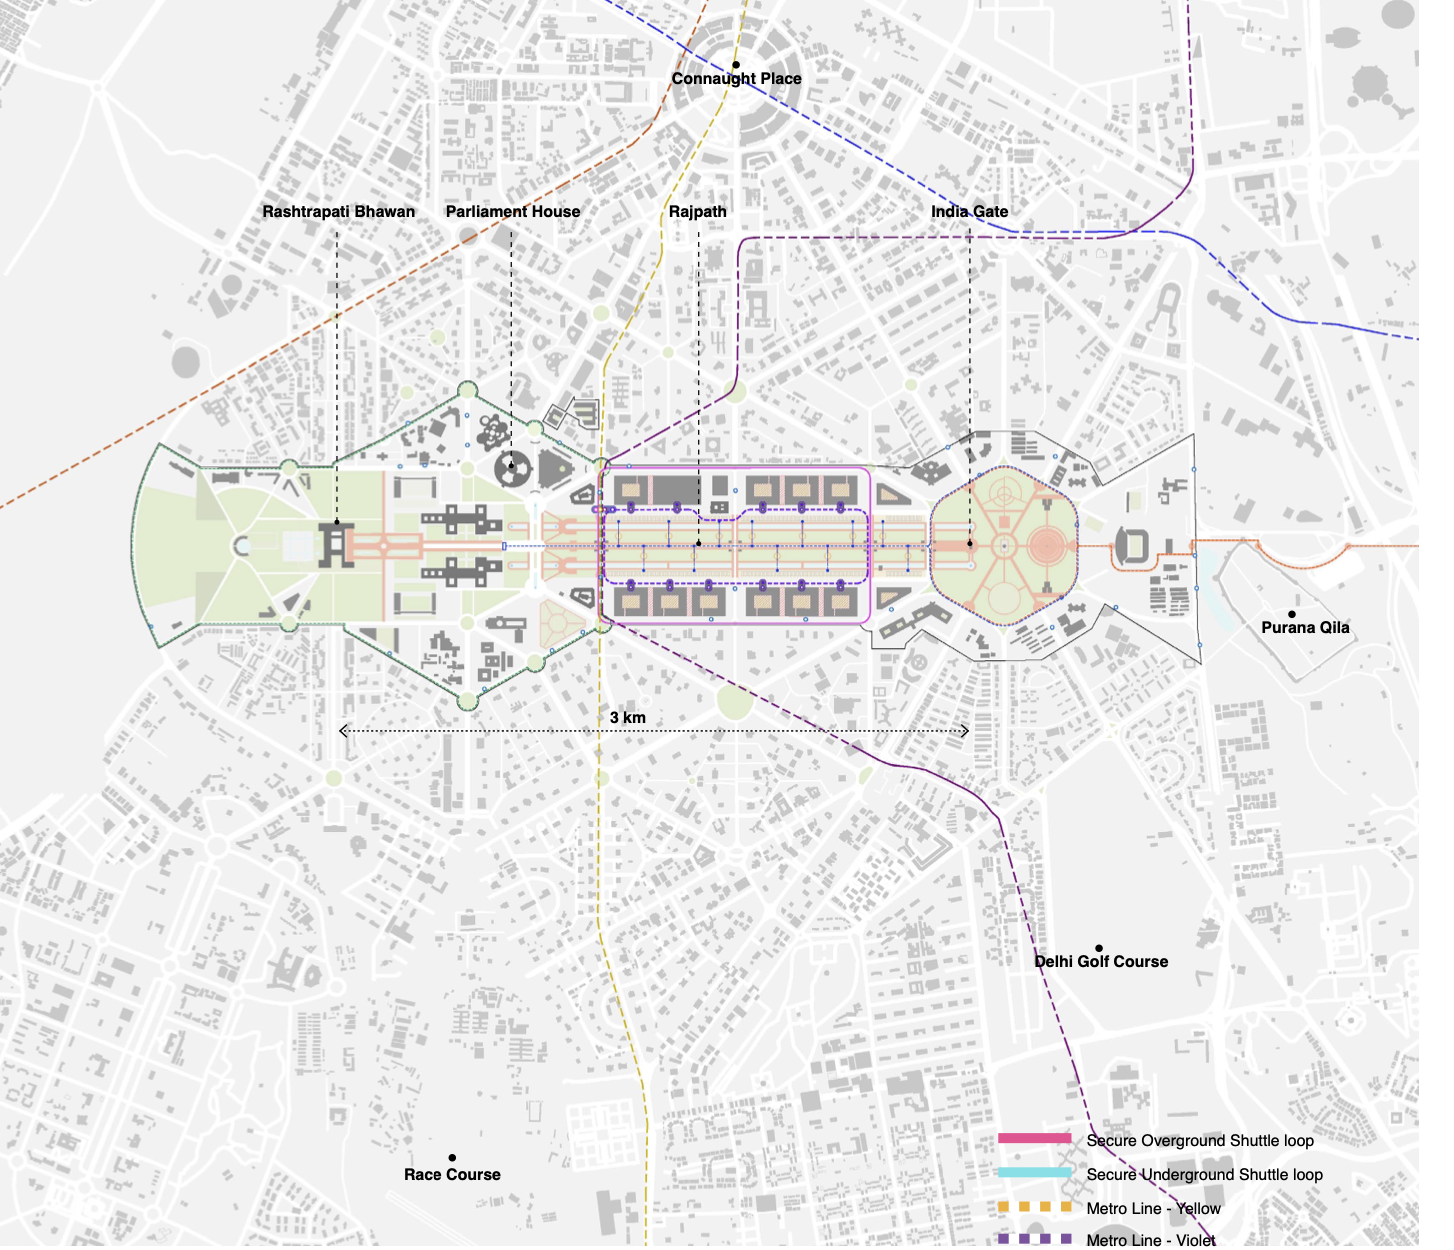 Connaught Place
Rashtrapati Bhawan
Parliament House
Rajpath
India Gate
Purana Qila
3 km
Delhi Golf Course
Race Course
Secure Overground Shuttle loop
Secure Underground Shuttle loop
Metro Line - Yellow
Metro Line - Violet